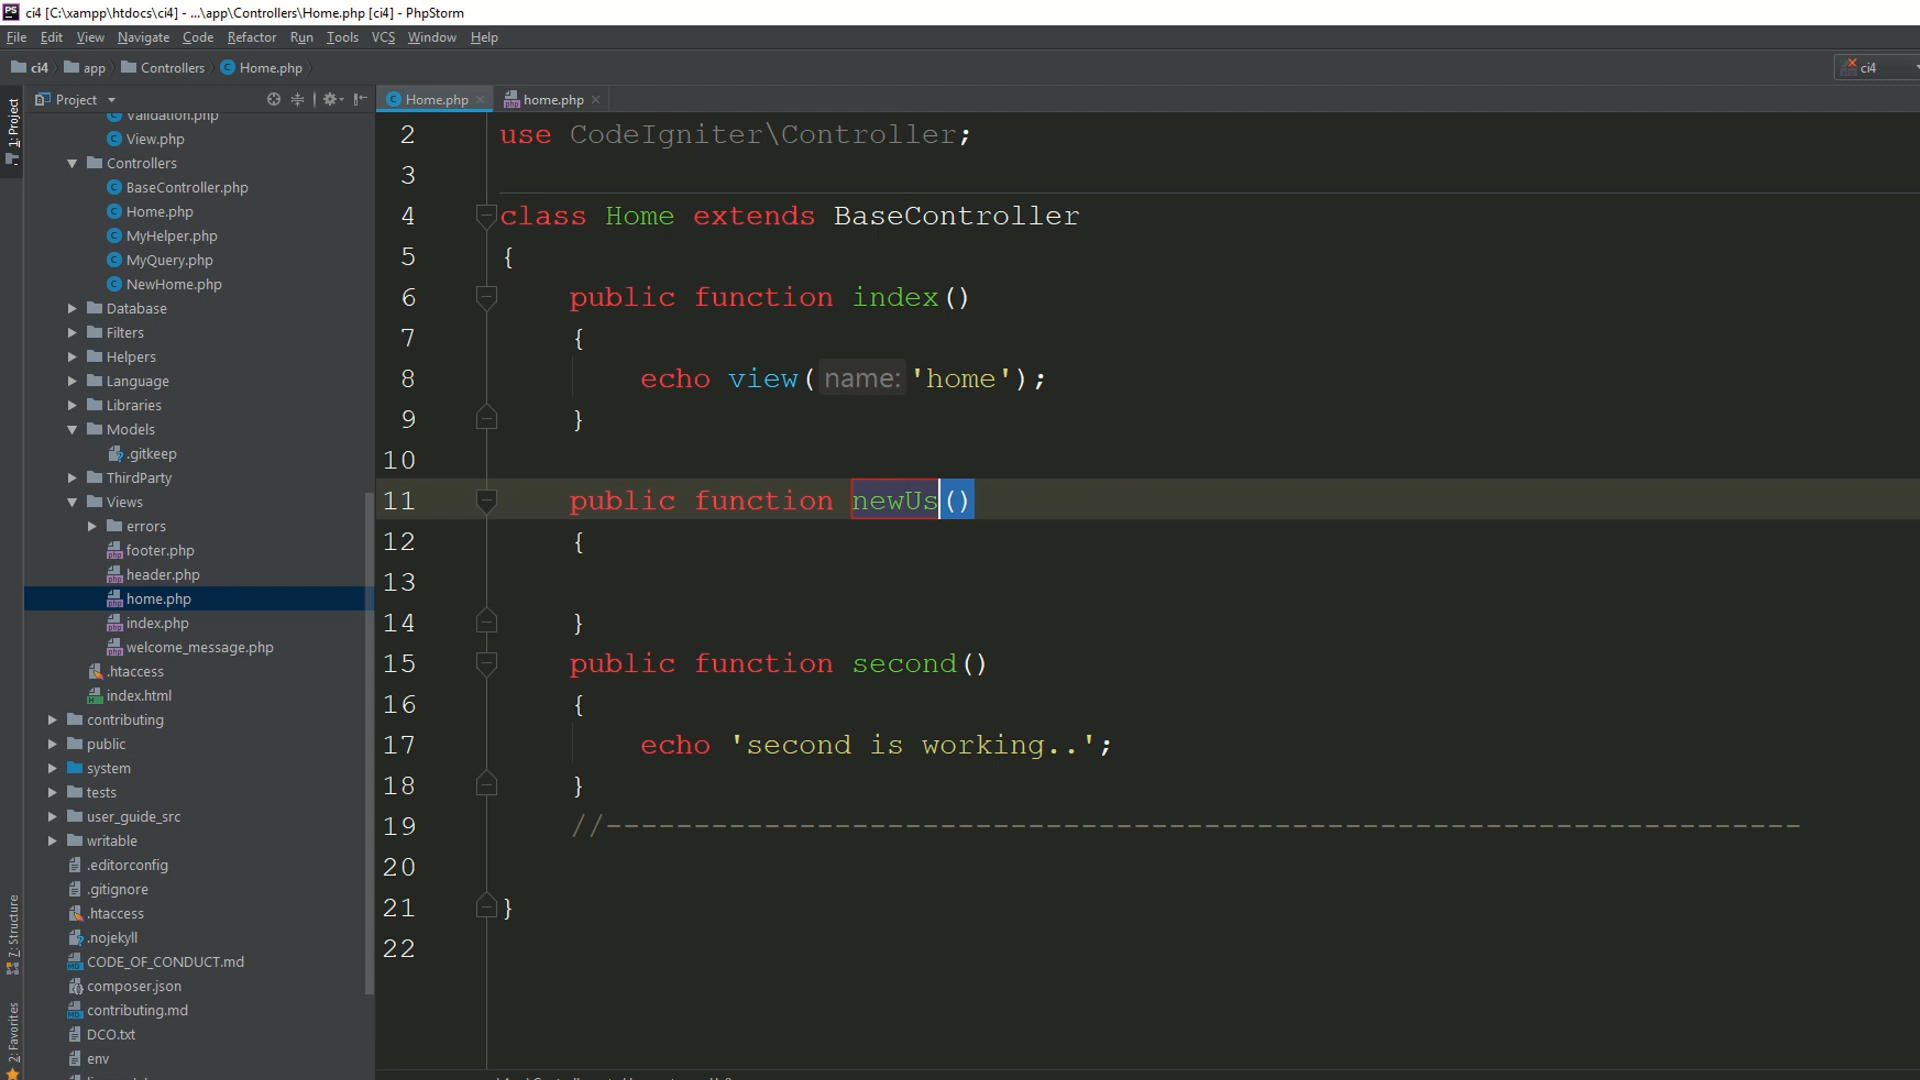 PS ci4 [C:\xampp\htdocs\ci4] - ...\app\Controllers\Home.php [ci4] - PhpStorm
File Edit View Navigate Code Refactor Run Tools VCS Window Help
ci4 app Controllers Home.php
ci4
1: Project
Project
Home.php
home.php
Validation.php
View.php
Controllers
BaseController.php
Home.php
MyHelper.php
MyQuery.php
NewHome.php
Database
Filters
Helpers
Language
Libraries
Models
.gitkeep
ThirdParty
Views
errors
footer.php
header.php
home.php
index.php
welcome_message.php
.htaccess
index.html
contributing
public
system
tests
user_guide_src
writable
.editorconfig
.gitignore
.htaccess
.nojekyll
CODE_OF_CONDUCT.md
composer.json
contributing.md
DCO.txt
env
7: Structure
2: Favorites
2 use CodeIgniter\Controller;
3
4 class Home extends BaseController
5 {
6 public function index()
7 {
8 echo view( name: 'home');
9 }
10
11 public function newUs()
12 {
13
14 }
15 public function second()
16 {
17 echo 'second is working..';
18 }
19 //--------------------------------------------------------------------
20
21 }
22